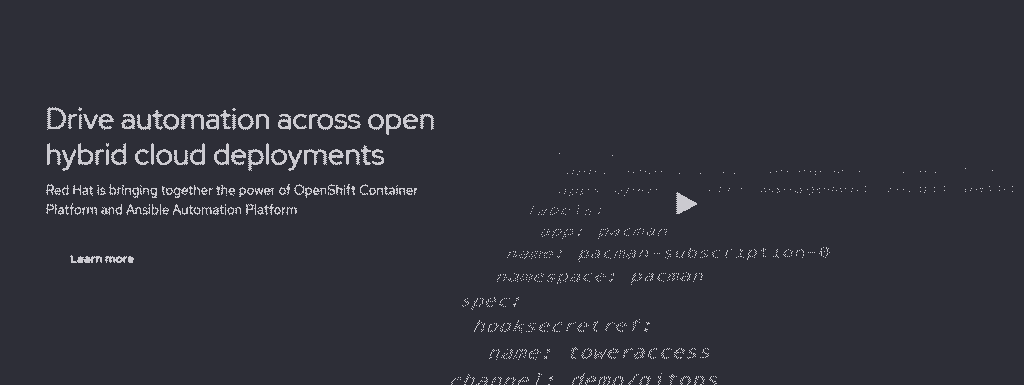 Drive automation across open
hybrid cloud deployments
Red Hat is bringing together the power of OpenShift Container
Platform and Ansible Automation Platform
Learn more
labels:
app: pacman
name: pacman-subscription-0
namespace: pacman
spec:
hooksecretref:
name: toweraccess
channel: demo/gitops